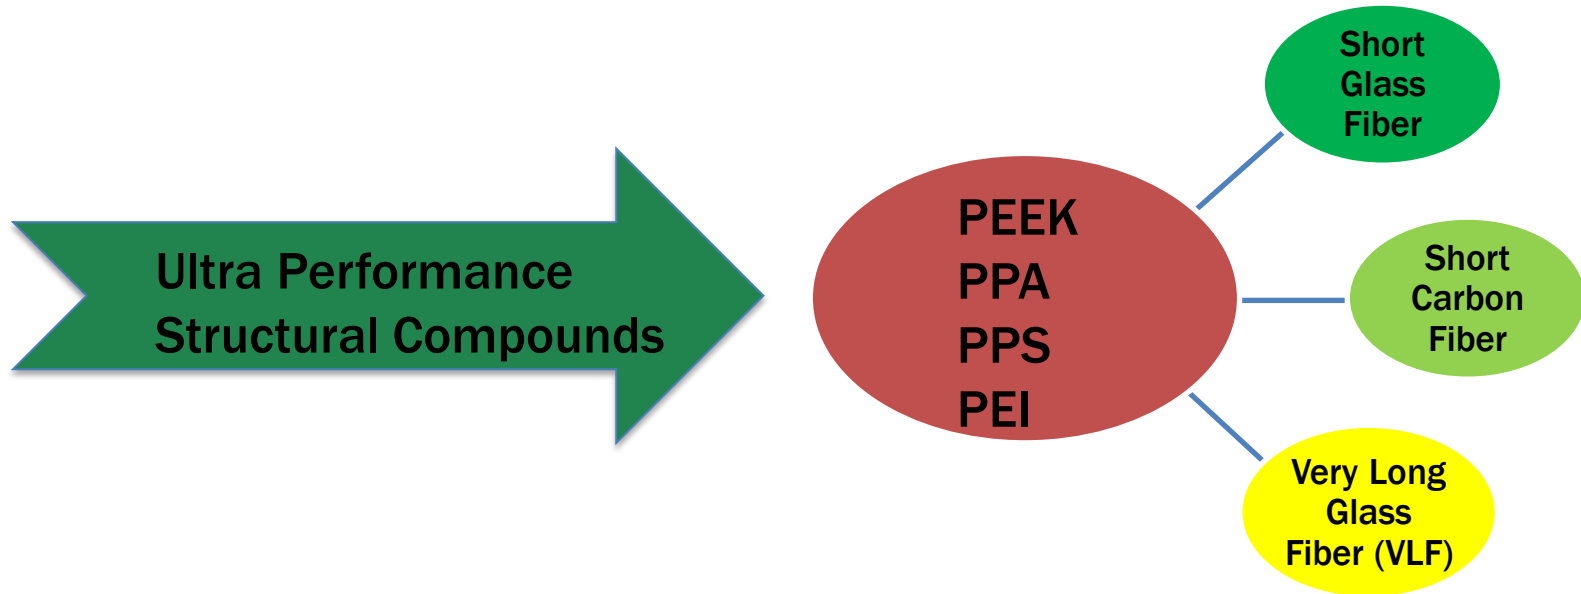 Ultra Performance
Structural Compounds
PEEK
PPA
PPS
PEI
Short
Glass
Fiber
Short
Carbon
Fiber
Very Long
Glass
Fiber (VLF)